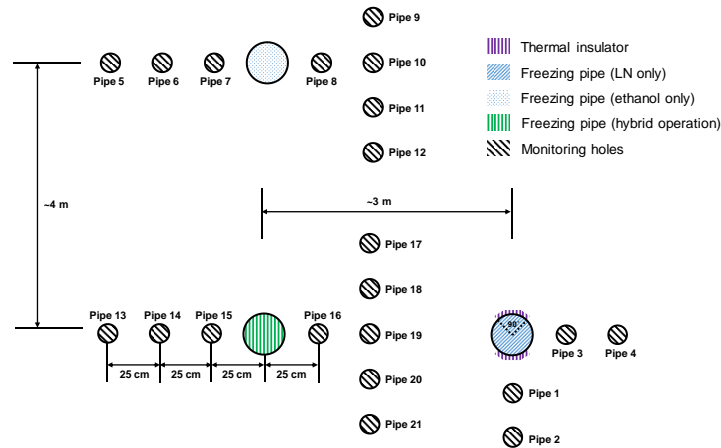 Pipe 9
Pipe 5
Pipe 6
Pipe 7
Pipe 8
Pipe 10
Pipe 11
Pipe 12
Thermal insulator
Freezing pipe (LN only)
Freezing pipe (ethanol only)
Freezing pipe (hybrid operation)
Monitoring holes
~4 m
~3 m
Pipe 17
Pipe 18
Pipe 13
Pipe 14
Pipe 15
Pipe 16
Pipe 19
90°
Pipe 3
Pipe 4
25 cm
25 cm
25 cm
25 cm
Pipe 20
Pipe 1
Pipe 21
Pipe 2